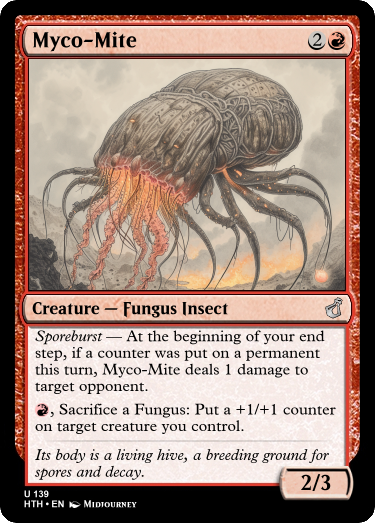 Myco-Mite 2
Creature — Fungus Insect
Sporeburst — At the beginning of your end
step, if a counter was put on a permanent
this turn, Myco-Mite deals 1 damage to
target opponent.
, Sacrifice a Fungus: Put a +1/+1 counter
on target creature you control.
Its body is a living hive, a breeding ground for
spores and decay.
2/3
U 139
HTH • EN Midjourney